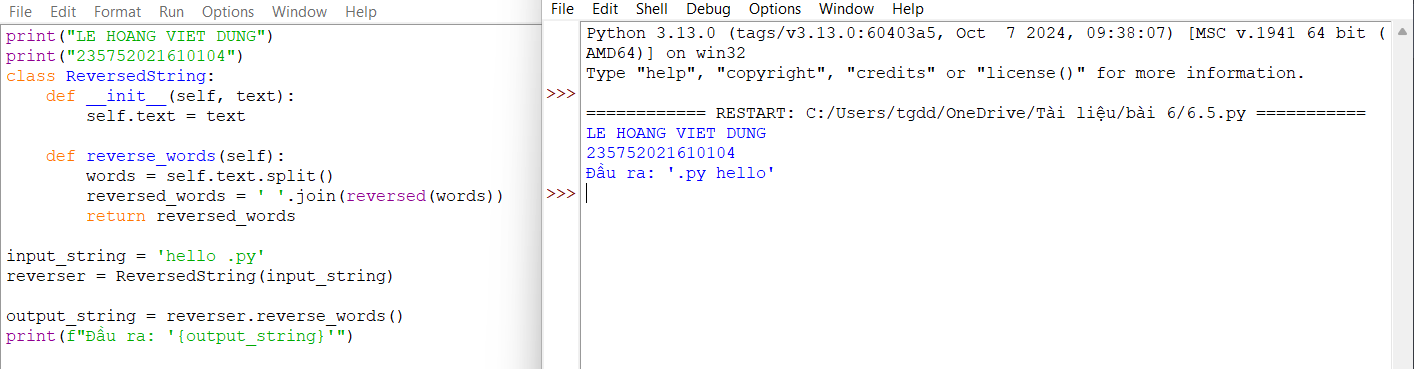 File Edit Format Run Options Window Help
print("LE HOANG VIET DUNG")
print("235752021610104")
class ReversedString:
    def __init__(self, text):
        self.text = text
    def reverse_words(self):
        words = self.text.split()
        reversed_words = ' '.join(reversed(words))
        return reversed_words
input_string = 'hello .py'
reverser = ReversedString(input_string)
output_string = reverser.reverse_words()
print(f"Đầu ra: '{output_string}'")
File Edit Shell Debug Options Window Help
Python 3.13.0 (tags/v3.13.0:60403a5, Oct  7 2024, 09:38:07) [MSC v.1941 64 bit (
AMD64)] on win32
Type "help", "copyright", "credits" or "license()" for more information.
>>>
============ RESTART: C:/Users/tgdd/OneDrive/Tài liệu/bài 6/6.5.py ===========
LE HOANG VIET DUNG
235752021610104
Đầu ra: '.py hello'
>>>